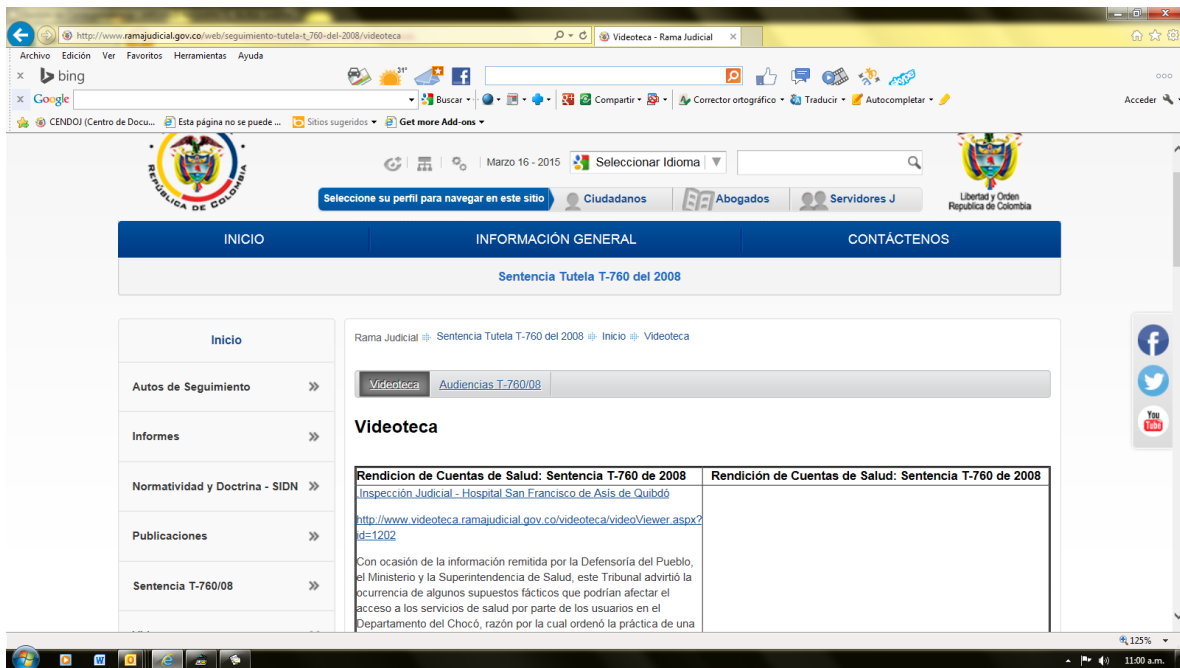 http://www.ramajudicial.gov.co/web/seguimiento-tutela-t_760-del-2008/videoteca
Videoteca - Rama Judicial
Archivo Edición Ver Favoritos Herramientas Ayuda
bing
31°
Google
Buscar
Compartir
Corrector ortográfico
Traducir
Autocompletar
Acceder
CENDOJ (Centro de Docu...
Esta página no se puede ...
Sitios sugeridos
Get more Add-ons
REPUBLICA DE COLOMBIA
Marzo 16 - 2015
Seleccionar Idioma
Libertad y Orden
Republica de Colombia
Seleccione su perfil para navegar en este sitio
Ciudadanos
Abogados
Servidores J
INICIO
INFORMACIÓN GENERAL
CONTÁCTENOS
Sentencia Tutela T-760 del 2008
Inicio
Autos de Seguimiento
Informes
Normatividad y Doctrina - SIDN
Publicaciones
Sentencia T-760/08
Rama Judicial Sentencia Tutela T-760 del 2008 Inicio Videoteca
Videoteca
Audiencias T-760/08
Videoteca
Rendicion de Cuentas de Salud: Sentencia T-760 de 2008
Rendición de Cuentas de Salud: Sentencia T-760 de 2008
.Inspección Judicial - Hospital San Francisco de Asís de Quibdó
http://www.videoteca.ramajudicial.gov.co/videoteca/videoViewer.aspx?
id=1202
Con ocasión de la información remitida por la Defensoría del Pueblo,
el Ministerio y la Superintendencia de Salud, este Tribunal advirtió la
ocurrencia de algunos supuestos fácticos que podrían afectar el
acceso a los servicios de salud por parte de los usuarios en el
Departamento del Chocó, razón por la cual ordenó la práctica de una
You
Tube
125%
11:00 a.m.